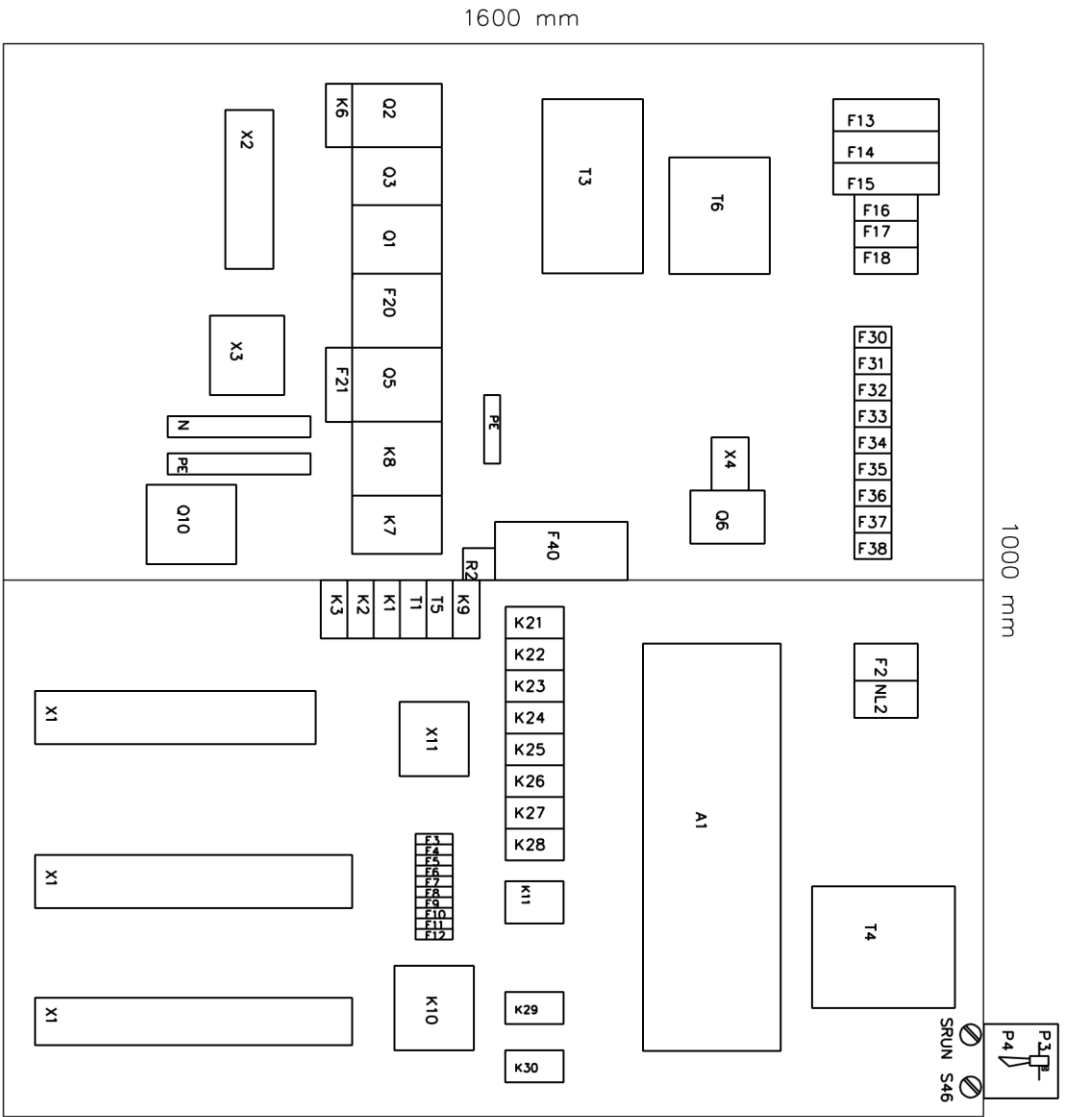 1600 mm
1000 mm
K6
Q2
Q3
Q1
F20
F21
Q5
K8
K7
X2
X3
N
PE
Q10
PE
T3
T6
F13
F14
F15
F16
F17
F18
F30
F31
F32
F33
F34
F35
F36
F37
F38
X4
Q6
F40
R2
K3
K2
K1
T1
T5
K9
K21
K22
K23
K24
K25
K26
K27
K28
K11
K29
K30
X1
X1
X1
X11
F3
F4
F5
F6
F7
F8
F9
F10
F11
F12
K10
A1
F2
NL2
T4
SRUN
S46
P3
P4